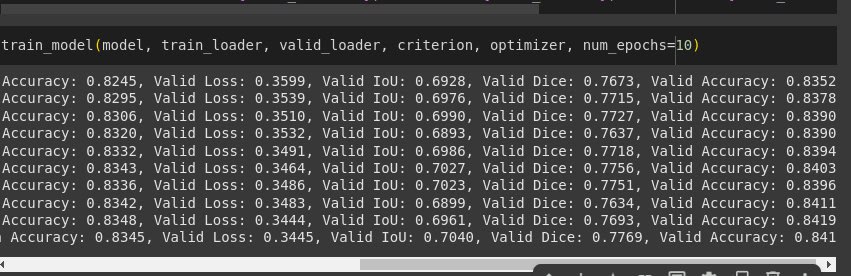 train_model(model, train_loader, valid_loader, criterion, optimizer, num_epochs=10)
Accuracy: 0.8245, Valid Loss: 0.3599, Valid IoU: 0.6928, Valid Dice: 0.7673, Valid Accuracy: 0.8352
Accuracy: 0.8295, Valid Loss: 0.3539, Valid IoU: 0.6976, Valid Dice: 0.7715, Valid Accuracy: 0.8378
Accuracy: 0.8306, Valid Loss: 0.3510, Valid IoU: 0.6990, Valid Dice: 0.7727, Valid Accuracy: 0.8390
Accuracy: 0.8320, Valid Loss: 0.3532, Valid IoU: 0.6893, Valid Dice: 0.7637, Valid Accuracy: 0.8390
Accuracy: 0.8332, Valid Loss: 0.3491, Valid IoU: 0.6986, Valid Dice: 0.7718, Valid Accuracy: 0.8394
Accuracy: 0.8343, Valid Loss: 0.3464, Valid IoU: 0.7027, Valid Dice: 0.7756, Valid Accuracy: 0.8403
Accuracy: 0.8336, Valid Loss: 0.3486, Valid IoU: 0.7023, Valid Dice: 0.7751, Valid Accuracy: 0.8396
Accuracy: 0.8342, Valid Loss: 0.3483, Valid IoU: 0.6899, Valid Dice: 0.7634, Valid Accuracy: 0.8411
Accuracy: 0.8348, Valid Loss: 0.3444, Valid IoU: 0.6961, Valid Dice: 0.7693, Valid Accuracy: 0.8419
Accuracy: 0.8345, Valid Loss: 0.3445, Valid IoU: 0.7040, Valid Dice: 0.7769, Valid Accuracy: 0.841